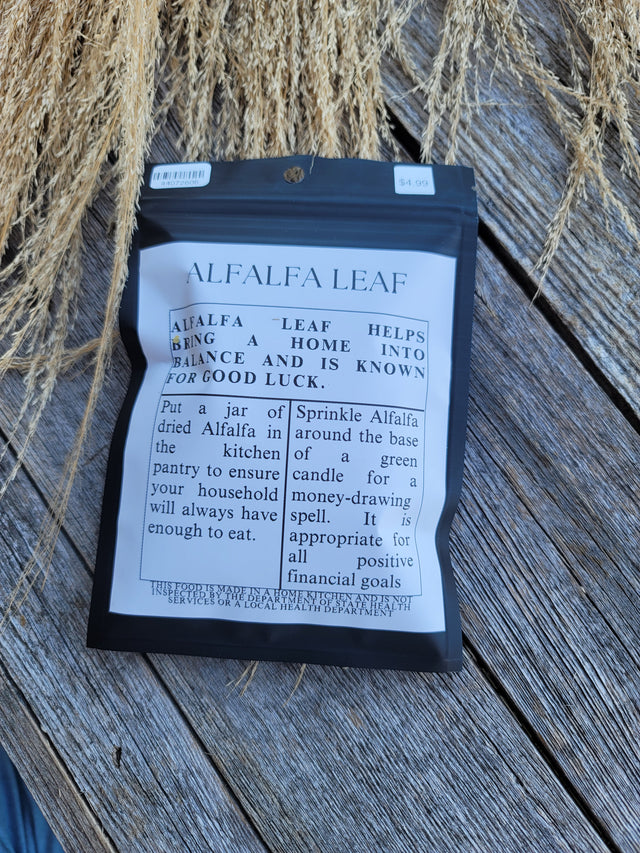 $4.99
ALFALFA LEAF
ALFALFA LEAF HELPS
BRING A HOME INTO
BALANCE AND IS KNOWN
FOR GOOD LUCK.
Put a jar of
dried Alfalfa in
the kitchen
pantry to ensure
your household
will always have
enough to eat.
Sprinkle Alfalfa
around the base
of a green
candle for a
money-drawing
spell. It is
appropriate for
all positive
financial goals
THIS FOOD IS MADE IN A HOME KITCHEN AND IS NOT
INSPECTED BY THE DEPARTMENT OF STATE HEALTH
SERVICES OR A LOCAL HEALTH DEPARTMENT